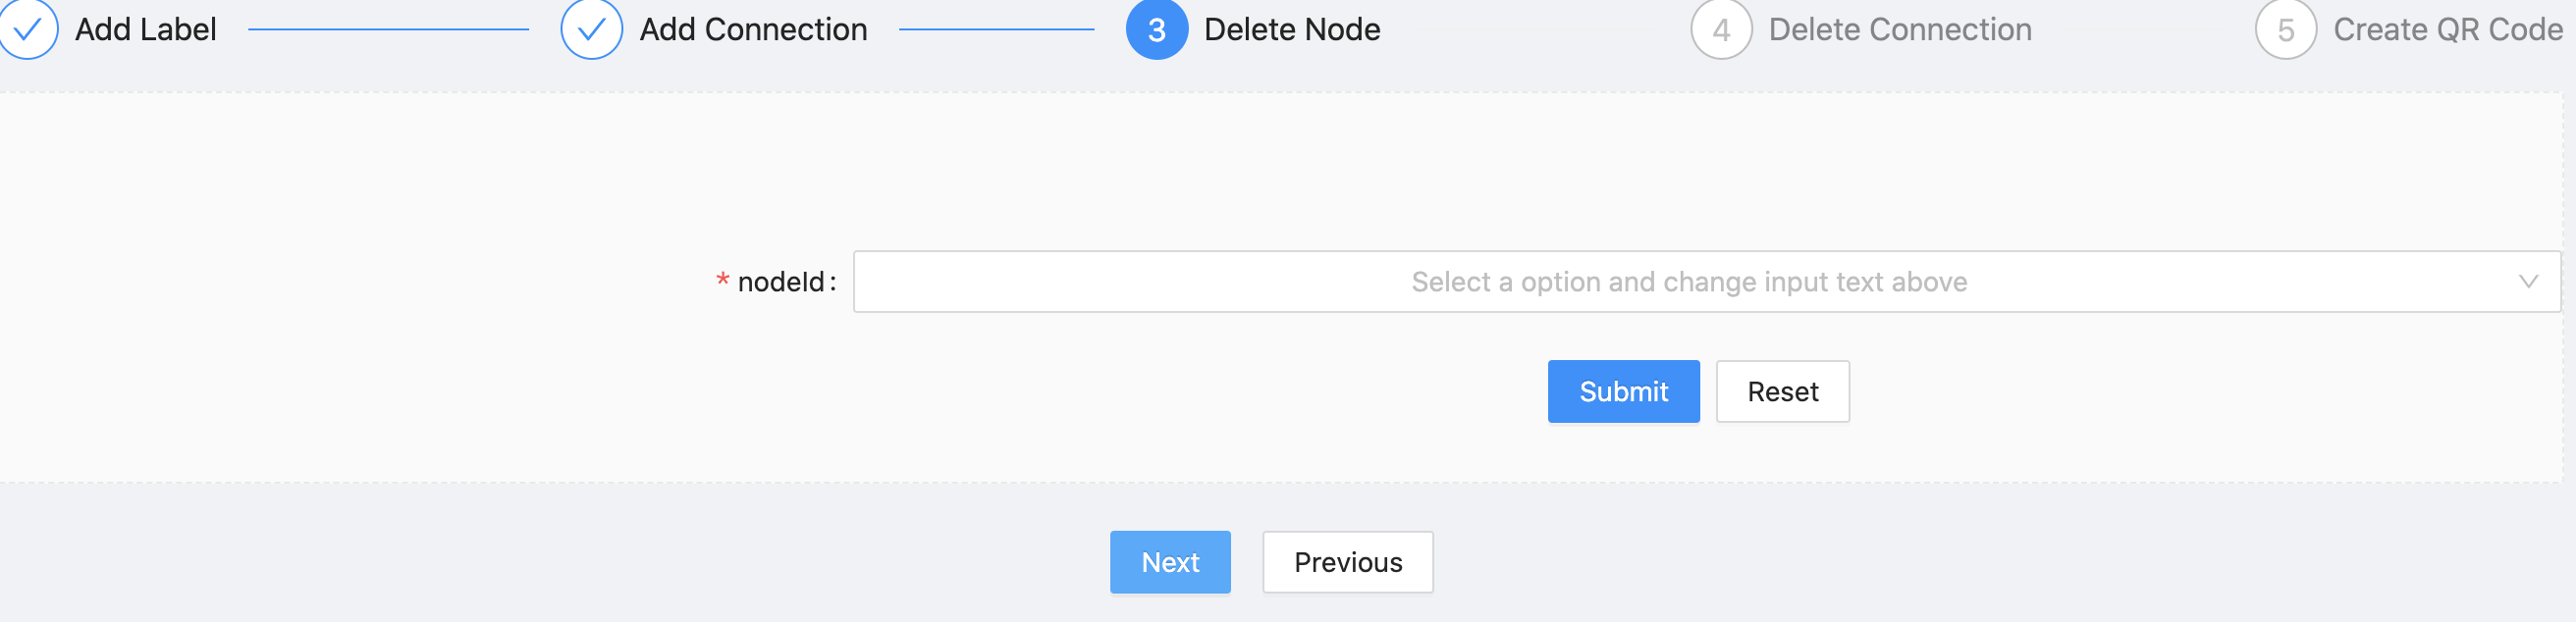 Add Label Add Connection 3 Delete Node 4 Delete Connection 5 Create QR Code
* nodeId: Select a option and change input text above
Submit Reset
Next Previous